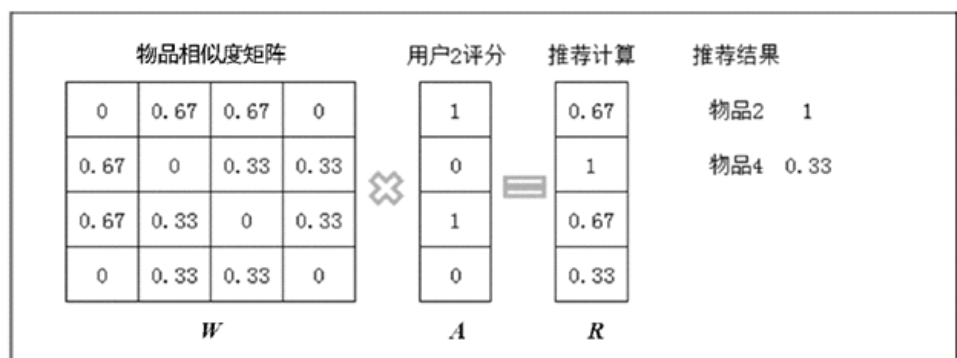 物品相似度矩阵 用户2评分 推荐计算 推荐结果
0 0.67 0.67 0 1 0.67 物品2 1
0.67 0 0.33 0.33 0 1 物品4 0.33
0.67 0.33 0 0.33 1 0.67
0 0.33 0.33 0 0 0.33
W A R